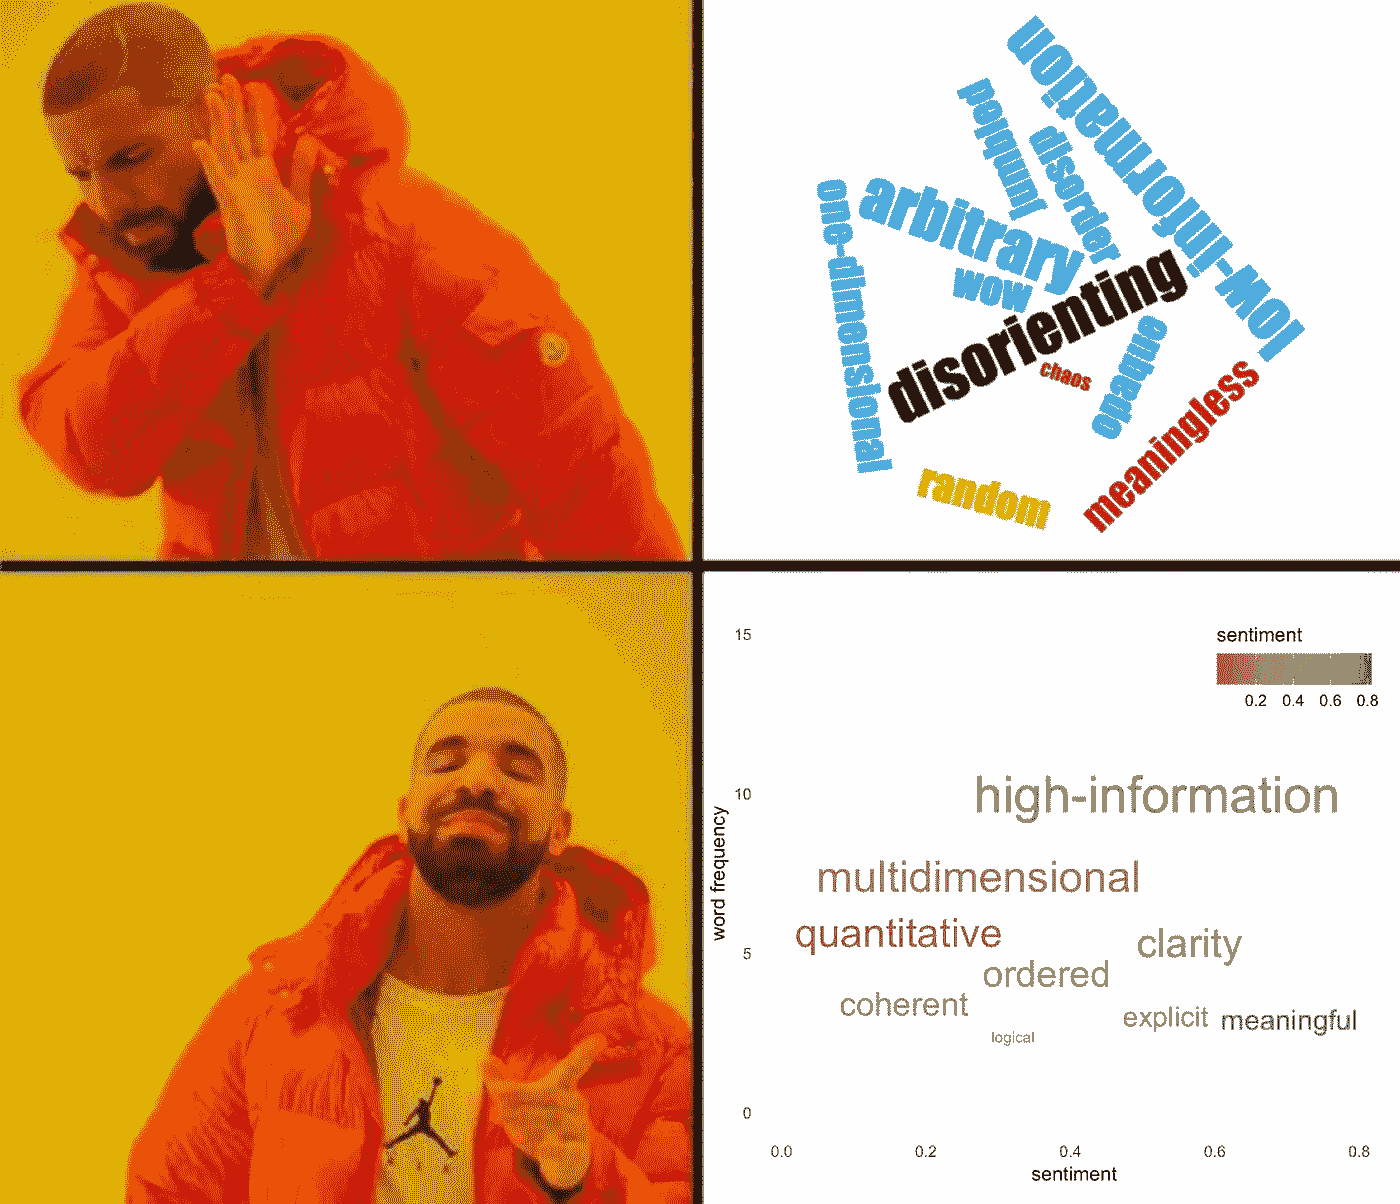 low-information
jumbled
disorder
one-dimensional
arbitrary
wow
disorienting
chaos
opaque
meaningless
random
15
sentiment
0.2 0.4 0.6 0.8
10
high-information
word frequency
multidimensional
quantitative
clarity
5
ordered
coherent
explicit
meaningful
logical
0
0.0 0.2 0.4 0.6 0.8
sentiment